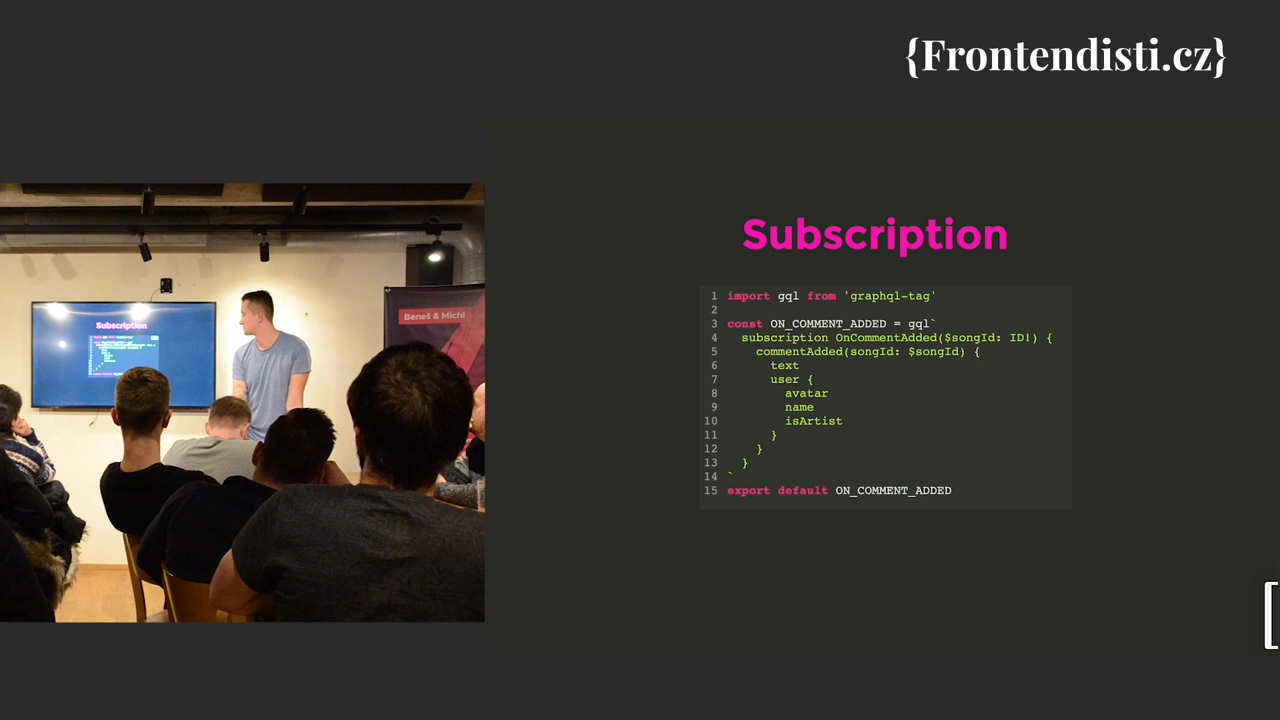 {Frontendisti.cz}
Subscription
1 import gql from 'graphql-tag'
2
3 const ON_COMMENT_ADDED = gql`
4 subscription OnCommentAdded($songId: ID!) {
5 commentAdded(songId: $songId) {
6 text
7 user {
8 avatar
9 name
10 isArtist
11 }
12 }
13 }
14 `
15 export default ON_COMMENT_ADDED
Subscription
Beneš & Michl